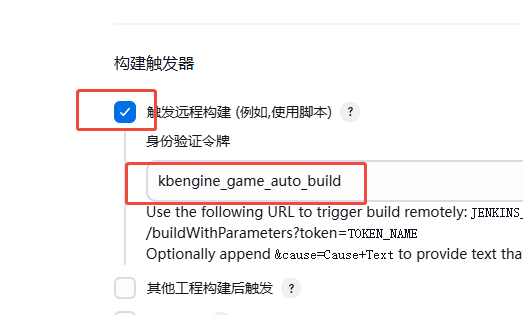 构建触发器
触发远程构建 (例如,使用脚本) ?
身份验证令牌
kbengine_game_auto_build
Use the following URL to trigger build remotely: JENKINS_
/buildWithParameters?token=TOKEN_NAME
Optionally append &cause=Cause+Text to provide text tha
其他工程构建后触发 ?